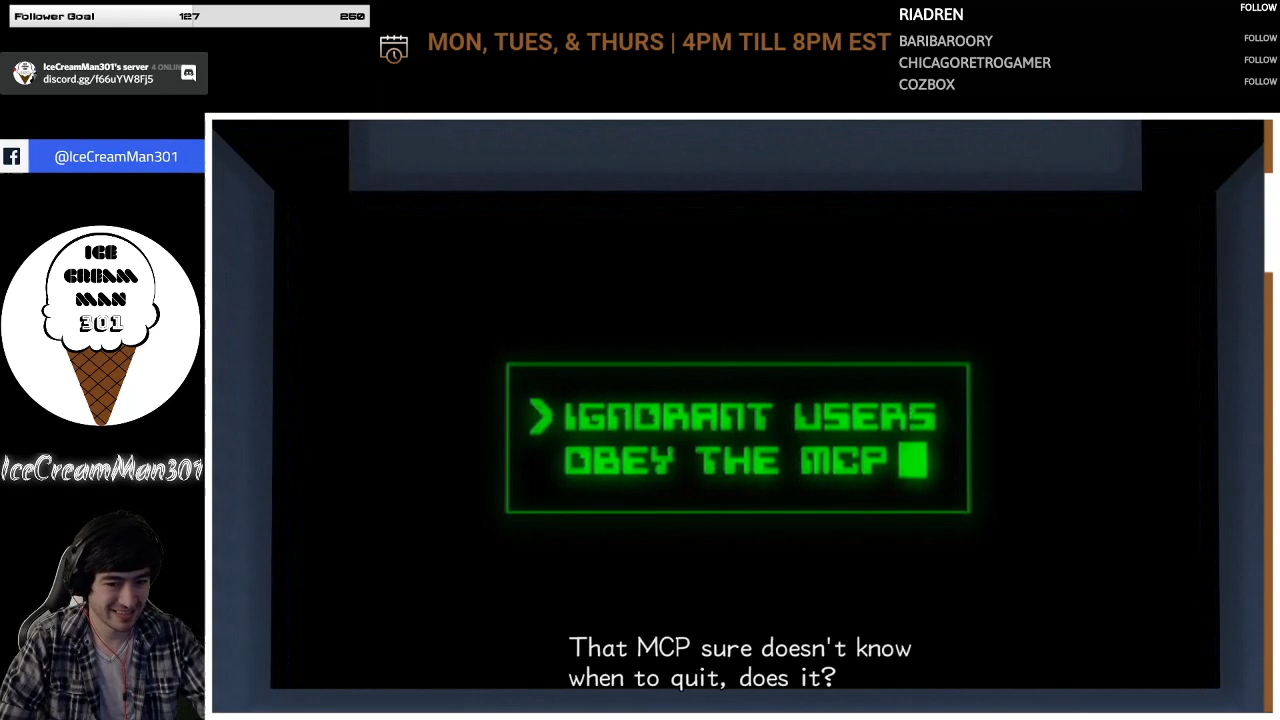 Follower Goal 127 250
IceCreamMan301's server 4 ONLIN
discord.gg/f66uYW8Fj5
MON, TUES, & THURS | 4PM TILL 8PM EST
RIADREN FOLLOW
BARIBAROORY FOLLOW
CHICAGORETROGAMER FOLLOW
COZBOX FOLLOW
@IceCreamMan301
ICE
CREAM
MAN
301
IceCreamMan301
> IGNORANT USERS
OBEY THE MCP
That MCP sure doesn't know
when to quit, does it?